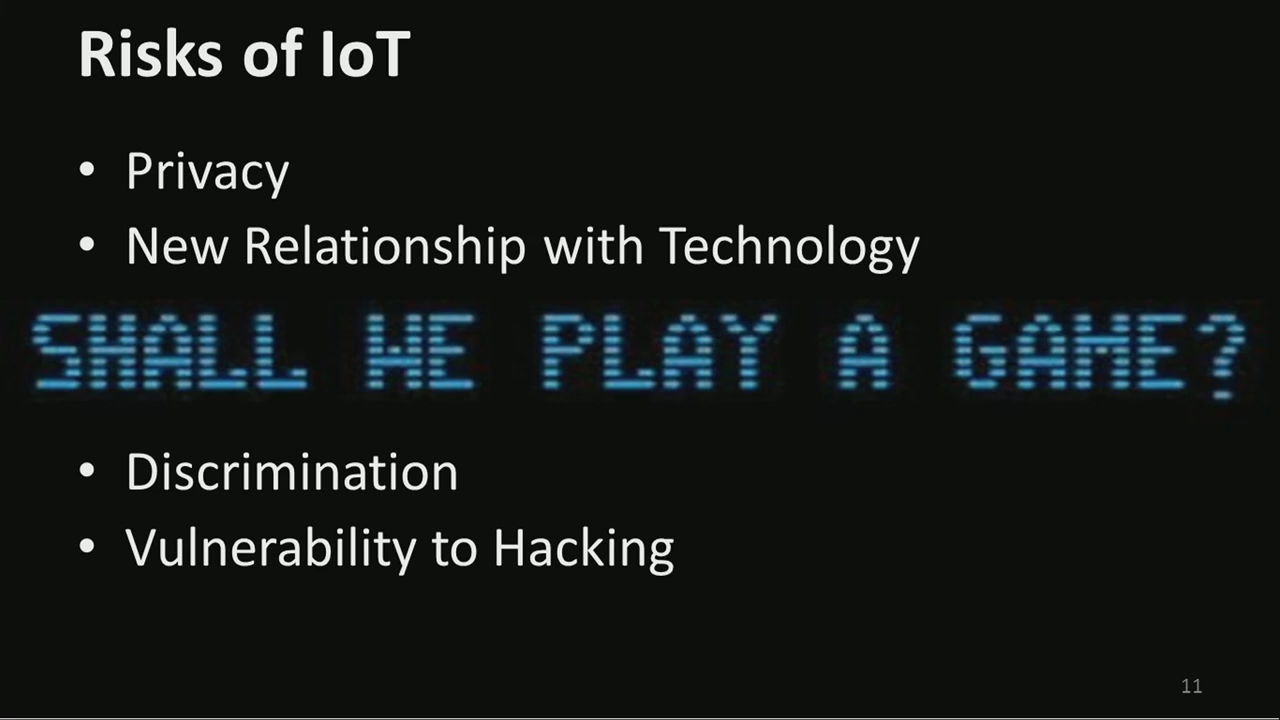 Risks of IoT
• Privacy
• New Relationship with Technology
SHALL WE PLAY A GAME?
• Discrimination
• Vulnerability to Hacking
11